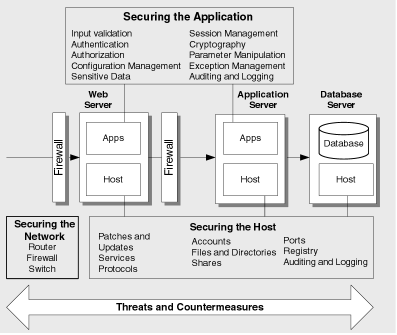 Securing the Application
Input validation
Authentication
Authorization
Configuration Management
Sensitive Data
Session Management
Cryptography
Parameter Manipulation
Exception Management
Auditing and Logging
Web
Server
Application
Server
Database
Server
Firewall
Apps
Host
Firewall
Apps
Host
Database
Host
Securing the
Network
Router
Firewall
Switch
Securing the Host
Patches and
Updates
Services
Protocols
Accounts
Files and Directories
Shares
Ports
Registry
Auditing and Logging
Threats and Countermeasures